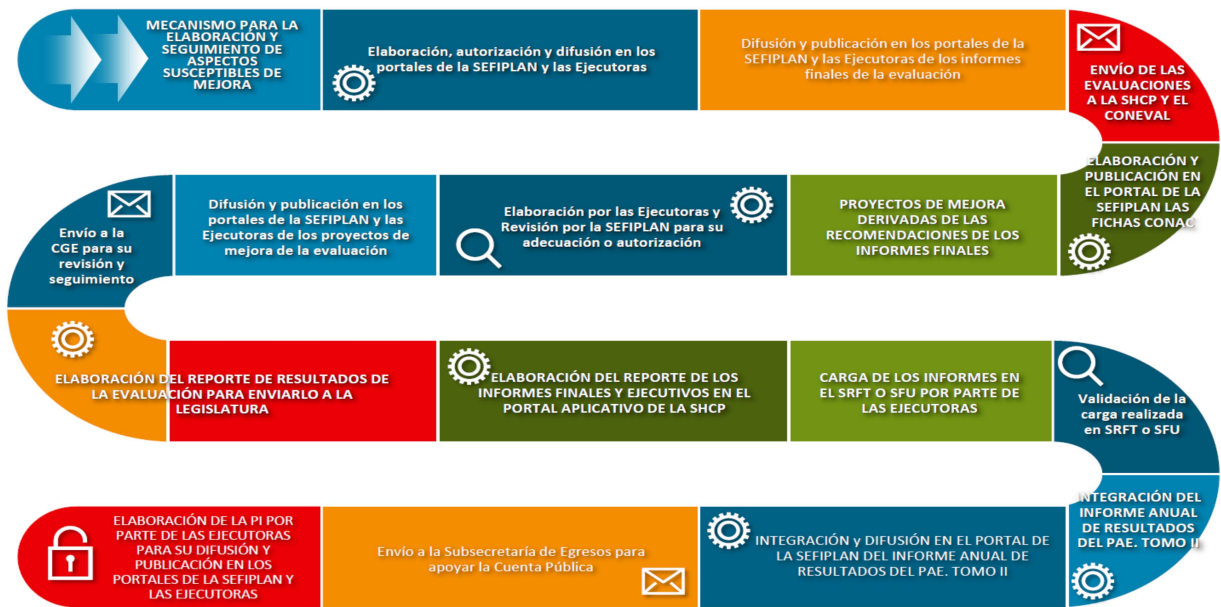 MECANISMO PARA LA
ELABORACIÓN Y
SEGUIMIENTO DE
ASPECTOS
SUSCEPTIBLES DE
MEJORA
Elaboración, autorización y difusión en los
portales de la SEFIPLAN y las Ejecutoras
Difusión y publicación en los portales de la
SEFIPLAN y las Ejecutoras de los informes
finales de la evaluación
ENVÍO DE LAS
EVALUACIONES
A LA SHCP Y EL
CONEVAL
ELABORACIÓN Y
PUBLICACIÓN EN
EL PORTAL DE LA
SEFIPLAN LAS
FICHAS CONAC
PROYECTOS DE MEJORA
DERIVADAS DE LAS
RECOMENDACIONES DE LOS
INFORMES FINALES
Elaboración por las Ejecutoras y
Revisión por la SEFIPLAN para su
adecuación o autorización
Difusión y publicación en los
portales de la SEFIPLAN y las
Ejecutoras de los proyectos de
mejora de la evaluación
Envío a la
CGE para su
revisión y
seguimiento
ELABORACIÓN DEL REPORTE DE RESULTADOS DE
LA EVALUACIÓN PARA ENVIARLO A LA
LEGISLATURA
ELABORACIÓN DEL REPORTE DE LOS
INFORMES FINALES Y EJECUTIVOS EN EL
PORTAL APLICATIVO DE LA SHCP
CARGA DE LOS INFORMES EN
EL SRFT O SFU POR PARTE DE
LAS EJECUTORAS
Validación de la
carga realizada
en SRFT o SFU
INTEGRACIÓN DEL
INFORME ANUAL
DE RESULTADOS
DEL PAE. TOMO II
INTEGRACIÓN y DIFUSIÓN EN EL PORTAL DE
LA SEFIPLAN DEL INFORME ANUAL DE
RESULTADOS DEL PAE. TOMO II
Envío a la Subsecretaría de Egresos para
apoyar la Cuenta Pública
ELABORACIÓN DE LA PI POR
PARTE DE LAS EJECUTORAS
PARA SU DIFUSIÓN Y
PUBLICACIÓN EN LOS
PORTALES DE LA SEFIPLAN Y
LAS EJECUTORAS